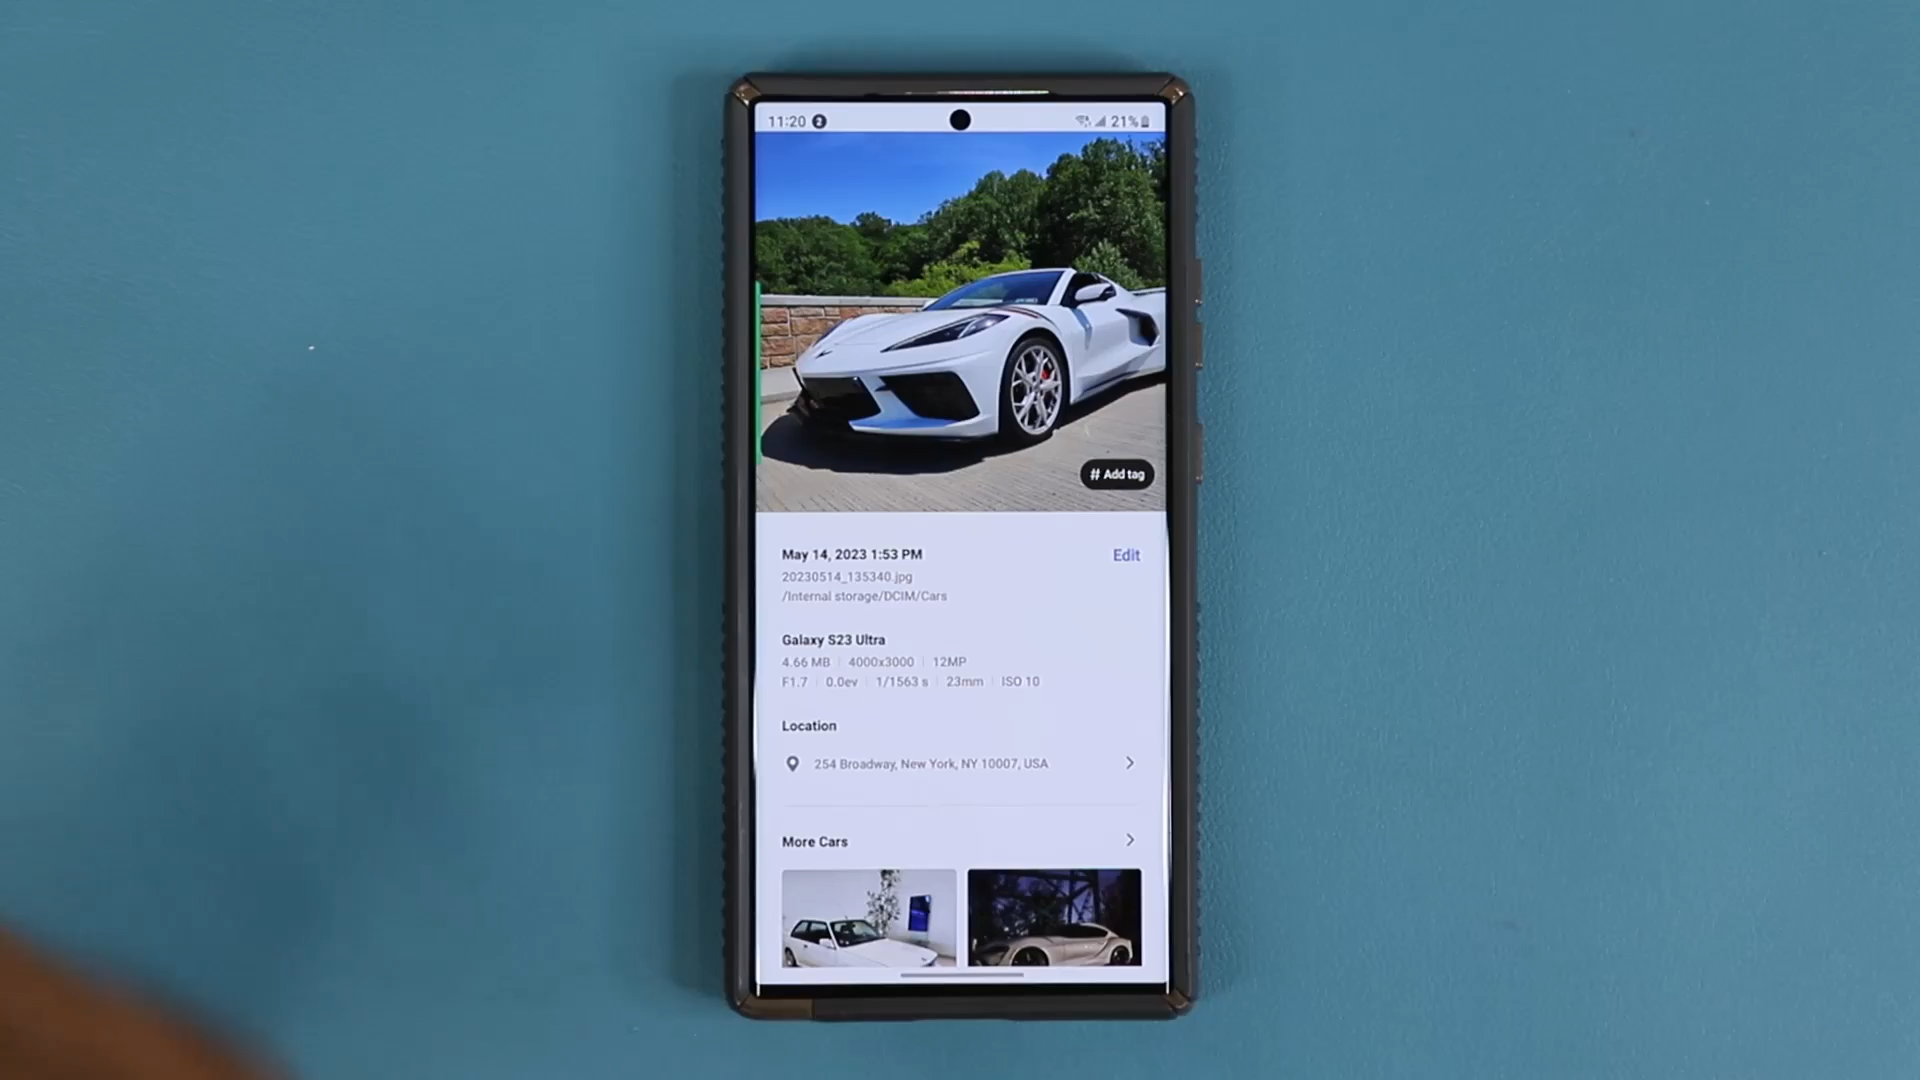 11:20 2 21%
# Add tag
May 14, 2023 1:53 PM Edit
20230514_135340.jpg
/Internal storage/DCIM/Cars
Galaxy S23 Ultra
4.66 MB 4000x3000 12MP
F1.7 0.0ev 1/1563 s 23mm ISO 10
Location
254 Broadway, New York, NY 10007, USA
More Cars